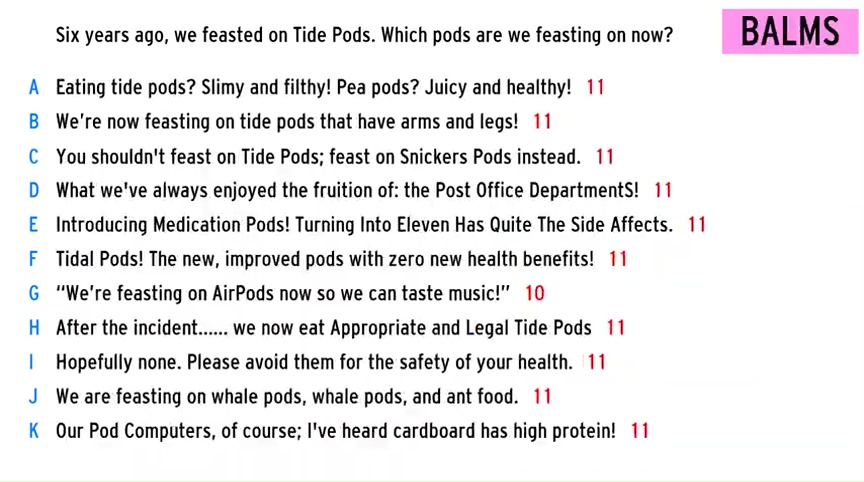 Six years ago, we feasted on Tide Pods. Which pods are we feasting on now?
BALMS
A Eating tide pods? Slimy and filthy! Pea pods? Juicy and healthy! 11
B We're now feasting on tide pods that have arms and legs! 11
C You shouldn't feast on Tide Pods; feast on Snickers Pods instead. 11
D What we've always enjoyed the fruition of: the Post Office DepartmentS! 11
E Introducing Medication Pods! Turning Into Eleven Has Quite The Side Affects. 11
F Tidal Pods! The new, improved pods with zero new health benefits! 11
G “We're feasting on AirPods now so we can taste music!” 10
H After the incident...... we now eat Appropriate and Legal Tide Pods 11
I Hopefully none. Please avoid them for the safety of your health. 11
J We are feasting on whale pods, whale pods, and ant food. 11
K Our Pod Computers, of course; I've heard cardboard has high protein! 11